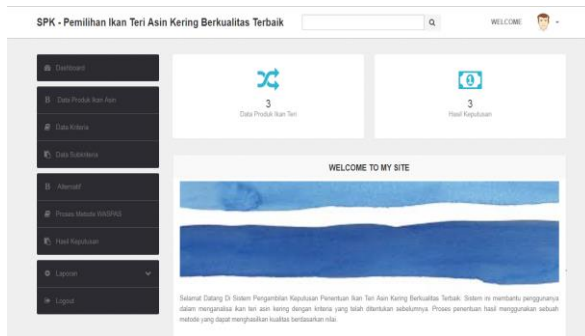 SPK - Pemilihan Ikan Teri Asin Kering Berkualitas Terbaik
WELCOME
Dashboard
Data Produk Ikan Asin
Data Kriteria
Data Subkriteria
Alternatif
Proses Metode WASPAS
Hasil Keputusan
Laporan
Logout
3
Data Produk Ikan Teri
3
Hasil Keputusan
WELCOME TO MY SITE
Selamat Datang Di Sistem Pengambilan Keputusan Penentuan Ikan Teri Asin Kering Berkualitas Terbaik. Sistem ini membantu penggunanya
dalam menganalisa ikan teri asin kering dengan kriteria yang telah ditentukan sebelumnya. Proses penentuan hasil menggunakan sebuah
metode yang dapat menghasilkan kualitas berdasarkan nilai.